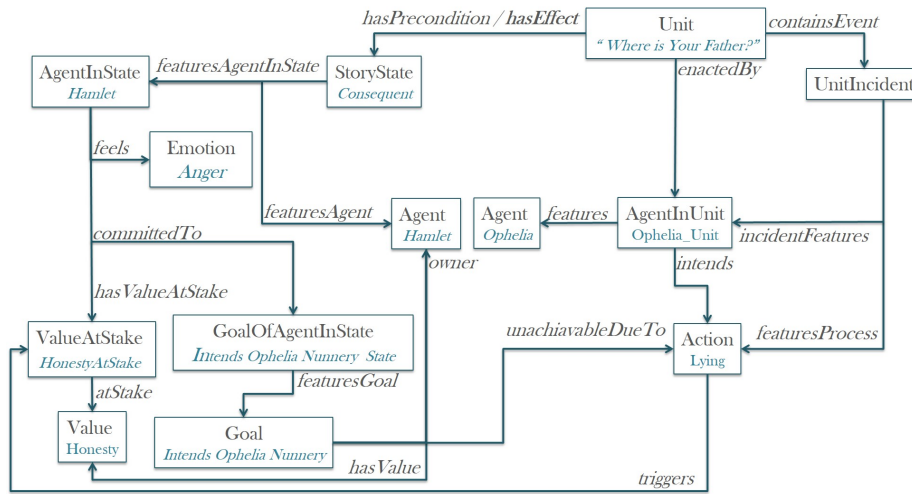 hasPrecondition / hasEffect
Unit
“ Where is Your Father?”
containsEvent
AgentInState
Hamlet
featuresAgentInState
StoryState
Consequent
enactedBy
UnitIncident
feels
Emotion
Anger
featuresAgent
Agent
Hamlet
Agent
Ophelia
features
AgentInUnit
Ophelia_Unit
incidentFeatures
committedTo
owner
intends
hasValueAtStake
ValueAtStake
HonestyAtStake
GoalOfAgentInState
Intends Ophelia Nunnery State
unachivableDueTo
Action
Lying
featuresProcess
atStake
featuresGoal
Value
Honesty
Goal
Intends Ophelia Nunnery
hasValue
triggers